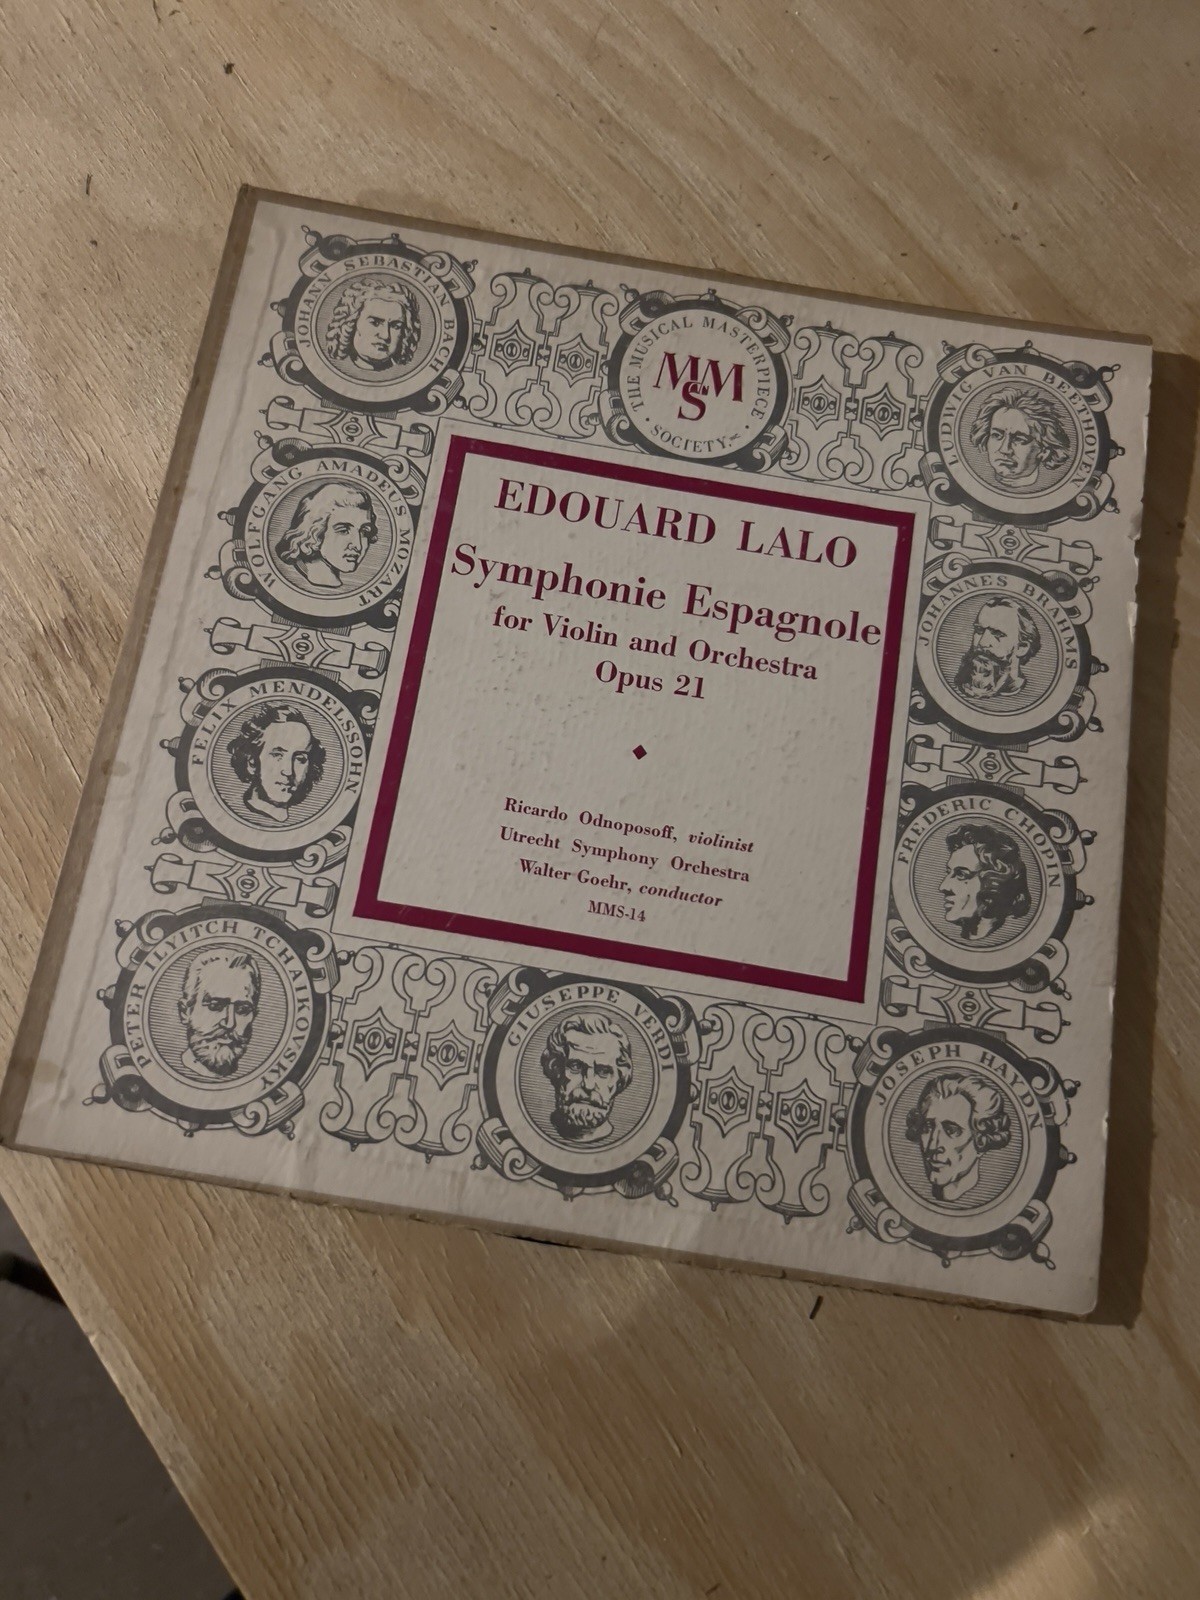 JOHANN SEBASTIAN BACH
· THE MUSICAL MASTERPIECE · SOCIETY
MMS
LUDWIG VAN BEETHOVEN
WOLFGANG AMADEUS MOZART
JOHANNES BRAHMS
FELIX MENDELSSOHN
FREDERIC CHOPIN
PETER ILYITCH TCHAIKOVSKY
GIUSEPPE VERDI
JOSEPH HAYDN
EDOUARD LALO
Symphonie Espagnole
for Violin and Orchestra
Opus 21
Ricardo Odnoposoff, violinist
Utrecht Symphony Orchestra
Walter Goehr, conductor
MMS-14